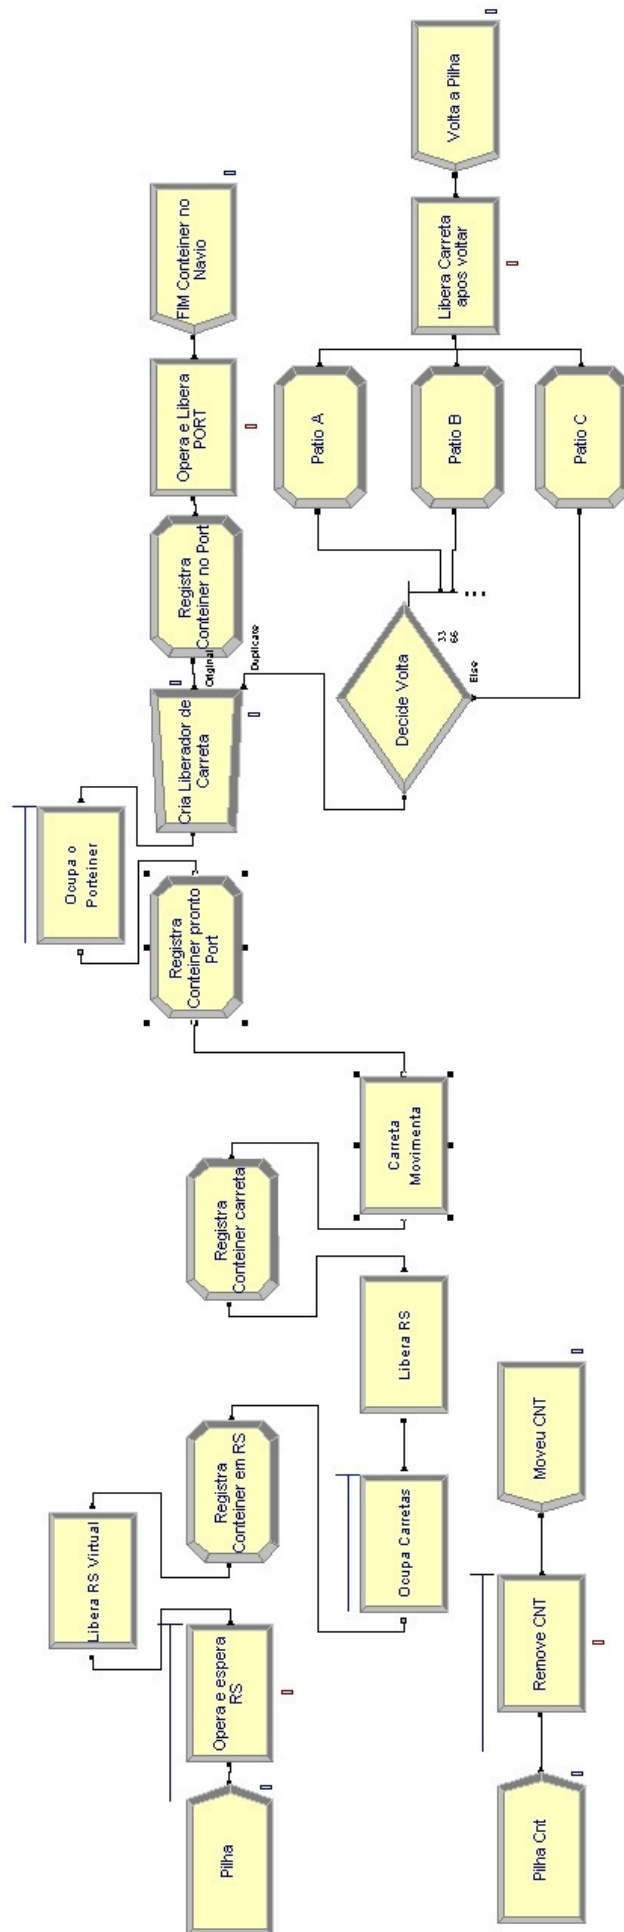 Pilha
Opera e espera
RS
Libera RS Virtual
Registra
Conteiner em RS
Ocupa Carretas
Libera RS
Registra
Conteiner carreta
Carreta
Movimenta
Registra
Conteiner pronto
Port
Ocupa o
Porteiner
Cria Liberador de
Carreta
Original
Duplicate
Registra
Conteiner no Port
Opera e Libera
PORT
FIM Conteiner no
Navio
Decide Volta
33
66
Else
Patio A
Patio B
Patio C
Libera Carreta
apos voltar
Volta a Pilha
Pilha Cnt
Remove CNT
Moveu CNT